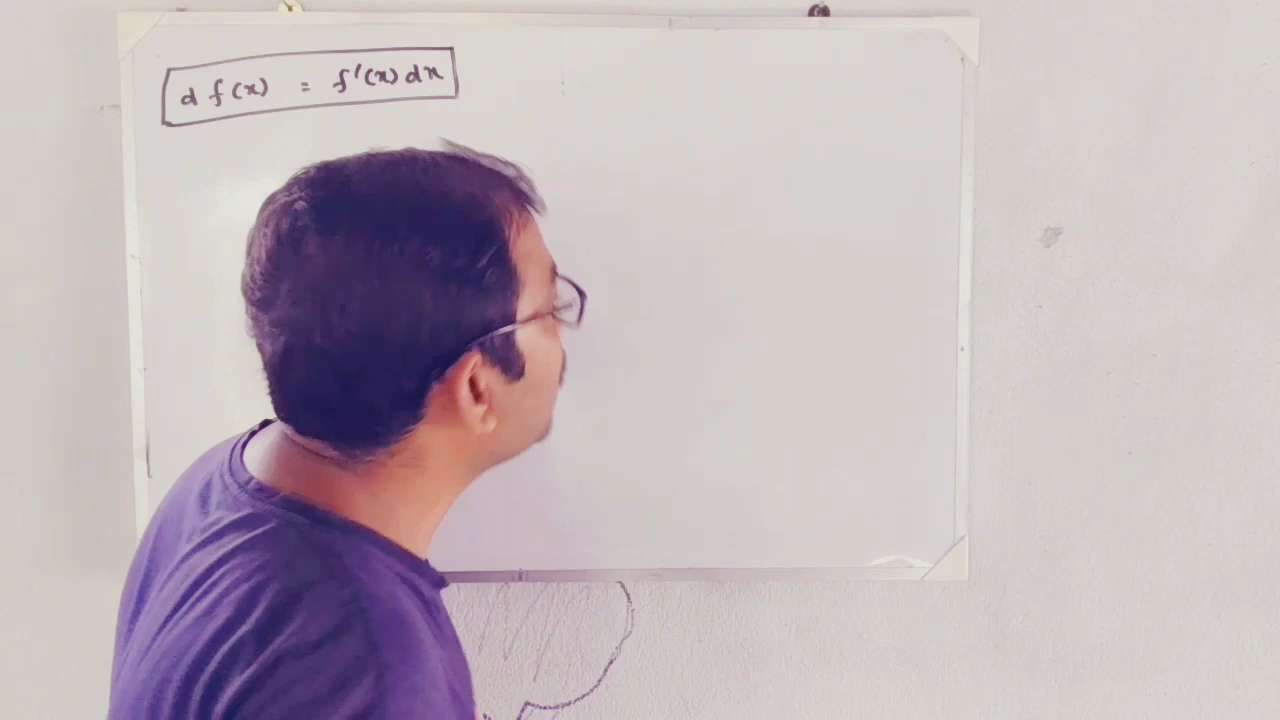 d f(x) = f'(x) dx